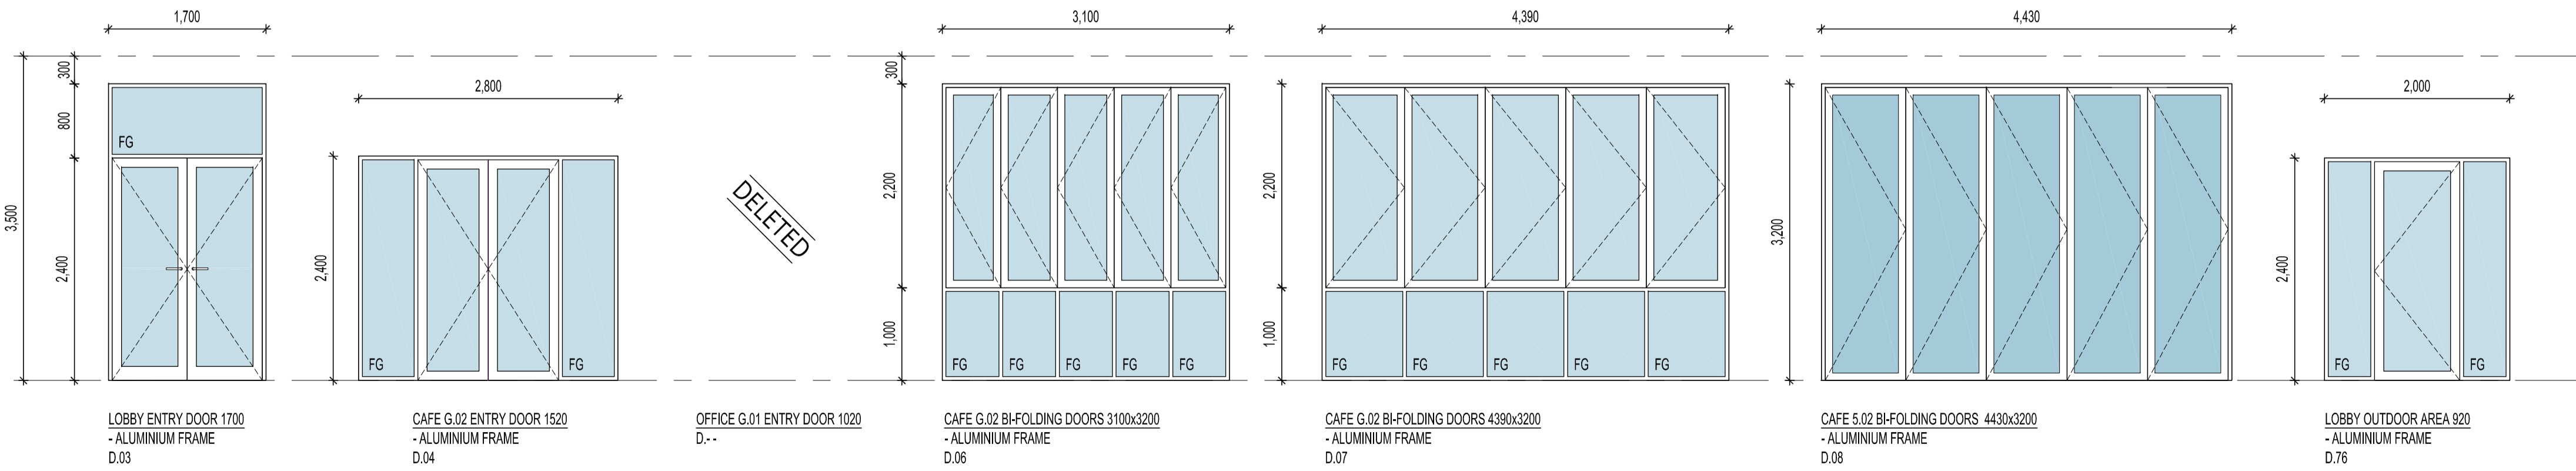 1,700
3,500
300
800
2,400
FG
LOBBY ENTRY DOOR 1700
- ALUMINIUM FRAME
D.03
2,800
2,400
FG
FG
CAFE G.02 ENTRY DOOR 1520
- ALUMINIUM FRAME
D.04
DELETED
OFFICE G.01 ENTRY DOOR 1020
D.--
3,100
300
2,200
1,000
FG
FG
FG
FG
FG
CAFE G.02 BI-FOLDING DOORS 3100x3200
- ALUMINIUM FRAME
D.06
4,390
2,200
1,000
FG
FG
FG
FG
FG
CAFE G.02 BI-FOLDING DOORS 4390x3200
- ALUMINIUM FRAME
D.07
4,430
3,200
CAFE 5.02 BI-FOLDING DOORS 4430x3200
- ALUMINIUM FRAME
D.08
2,000
2,400
FG
FG
LOBBY OUTDOOR AREA 920
- ALUMINIUM FRAME
D.76